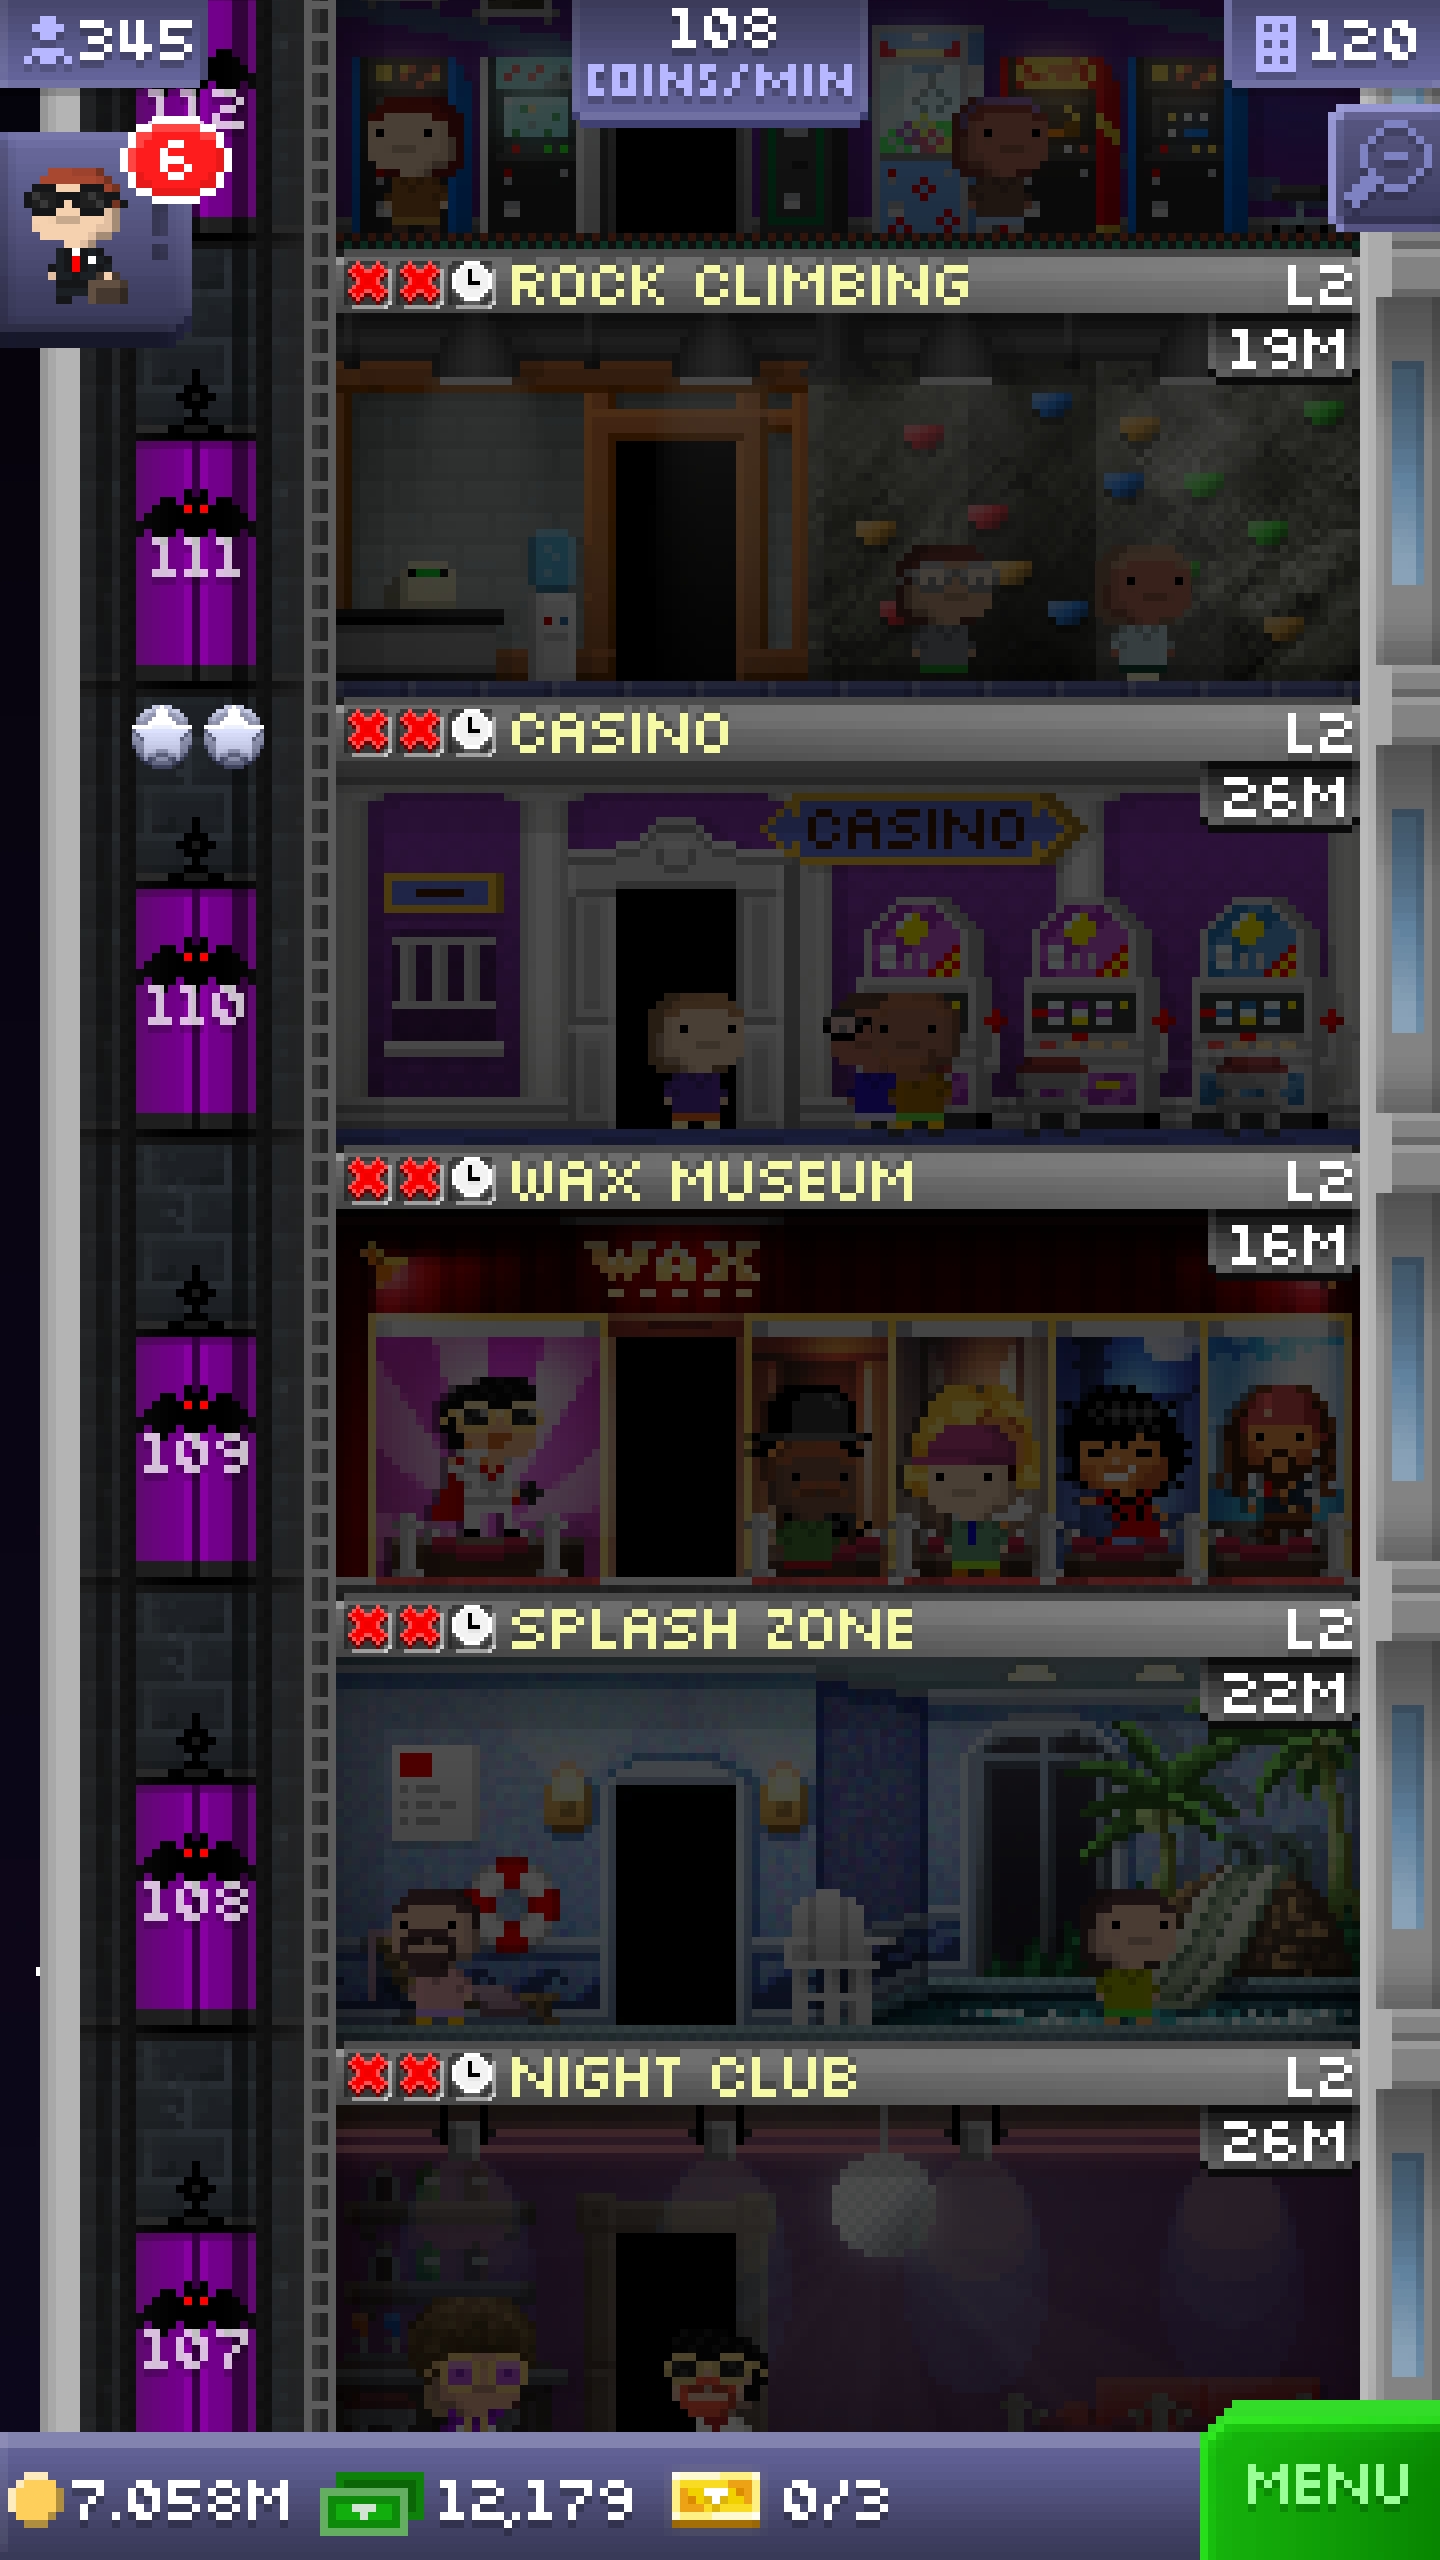 345
108
COINS/MIN
120
112
6
ROCK CLIMBING L2
19M
111
CASINO L2
26M
CASINO
110
WAX MUSEUM L2
16M
WAX
109
SPLASH ZONE L2
22M
108
NIGHT CLUB L2
26M
107
7.058M 12,179 0/3
MENU